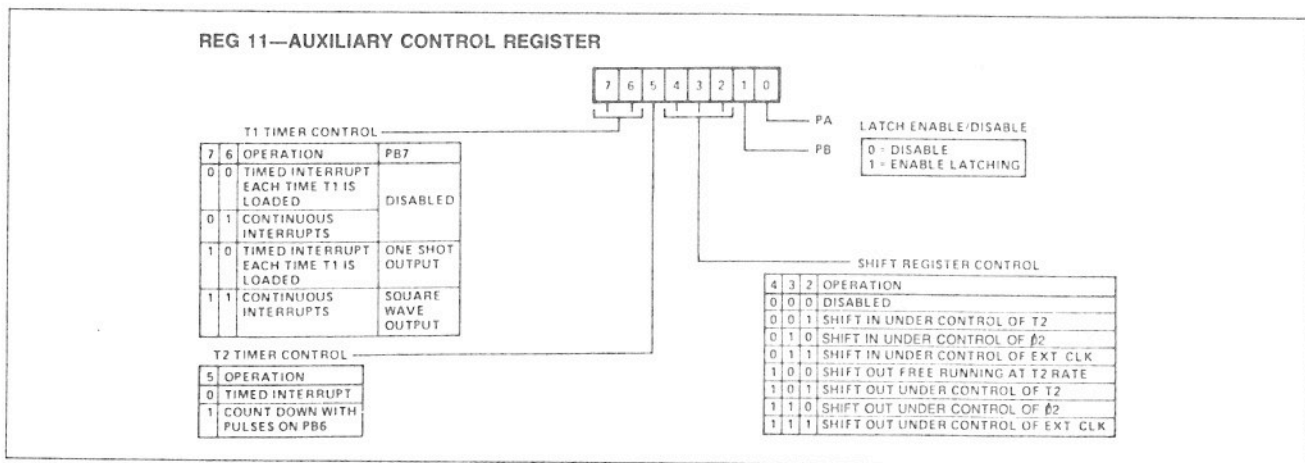 REG 11—AUXILIARY CONTROL REGISTER
7 6 5 4 3 2 1 0
PA
PB
LATCH ENABLE/DISABLE
0 = DISABLE
1 = ENABLE LATCHING
T1 TIMER CONTROL
7 6 OPERATION PB7
0 0 TIMED INTERRUPT
EACH TIME T1 IS
LOADED
DISABLED
0 1 CONTINUOUS
INTERRUPTS
1 0 TIMED INTERRUPT ONE SHOT
EACH TIME T1 IS OUTPUT
LOADED
1 1 CONTINUOUS SQUARE
INTERRUPTS WAVE
OUTPUT
T2 TIMER CONTROL
5 OPERATION
0 TIMED INTERRUPT
1 COUNT DOWN WITH
PULSES ON PB6
SHIFT REGISTER CONTROL
4 3 2 OPERATION
0 0 0 DISABLED
0 0 1 SHIFT IN UNDER CONTROL OF T2
0 1 0 SHIFT IN UNDER CONTROL OF ϕ2
0 1 1 SHIFT IN UNDER CONTROL OF EXT CLK
1 0 0 SHIFT OUT FREE RUNNING AT T2 RATE
1 0 1 SHIFT OUT UNDER CONTROL OF T2
1 1 0 SHIFT OUT UNDER CONTROL OF ϕ2
1 1 1 SHIFT OUT UNDER CONTROL OF EXT CLK